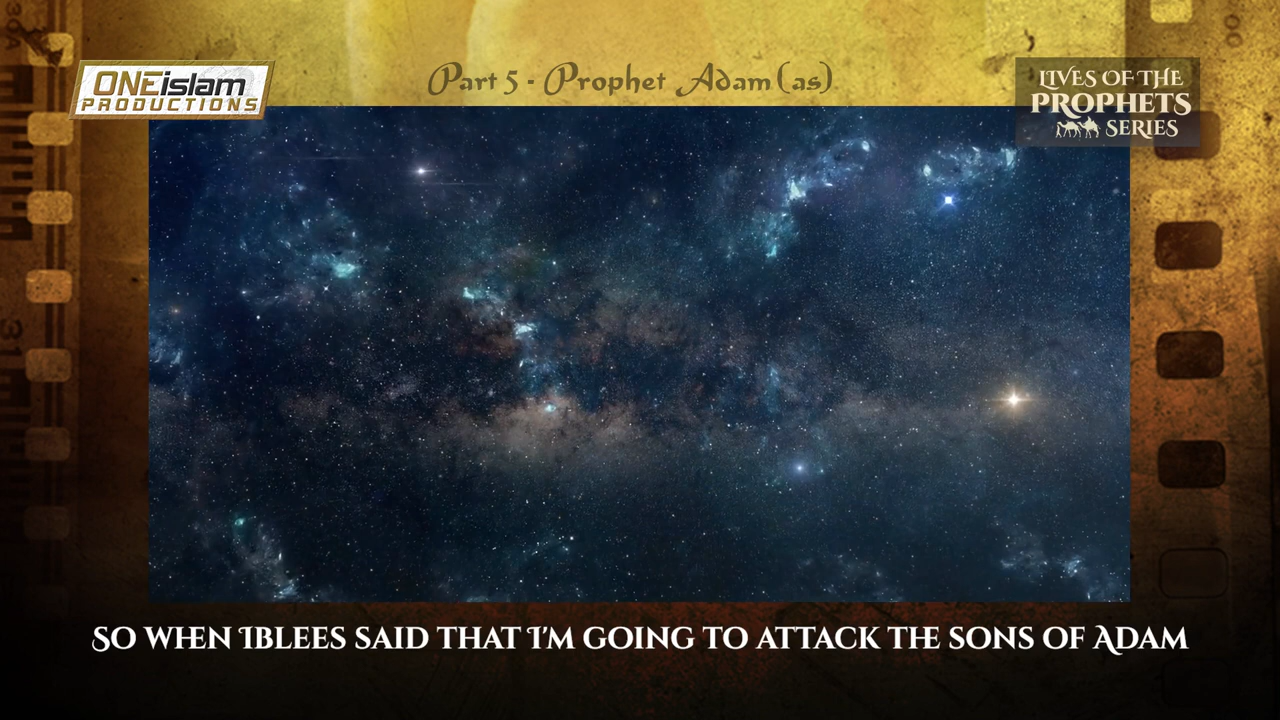 ONEislam
PRODUCTIONS
Part 5 - Prophet Adam (as)
LIVES OF THE
PROPHETS
SERIES
So when Iblees said that I'm going to attack the sons of Adam